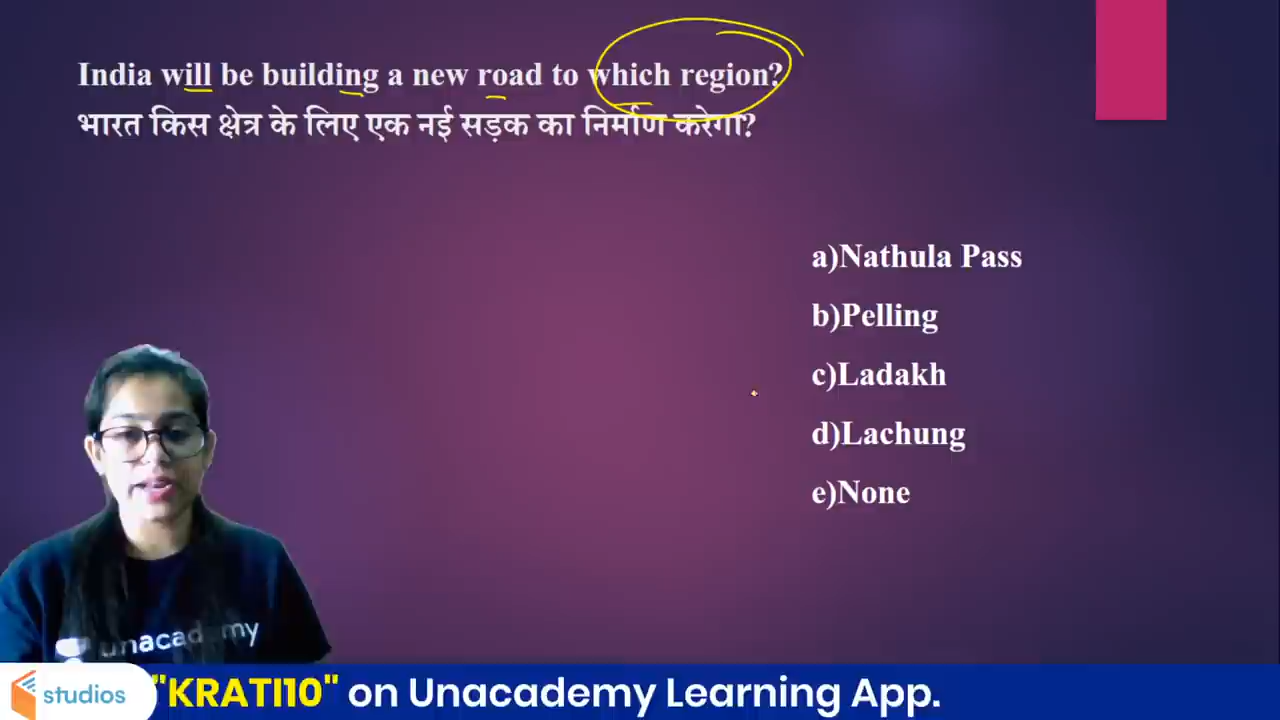 India will be building a new road to which region?
भारत किस क्षेत्र के लिए एक नई सड़क का निर्माण करेगा?
a)Nathula Pass
b)Pelling
c)Ladakh
d)Lachung
e)None
unacademy
studios
"KRATI10" on Unacademy Learning App.